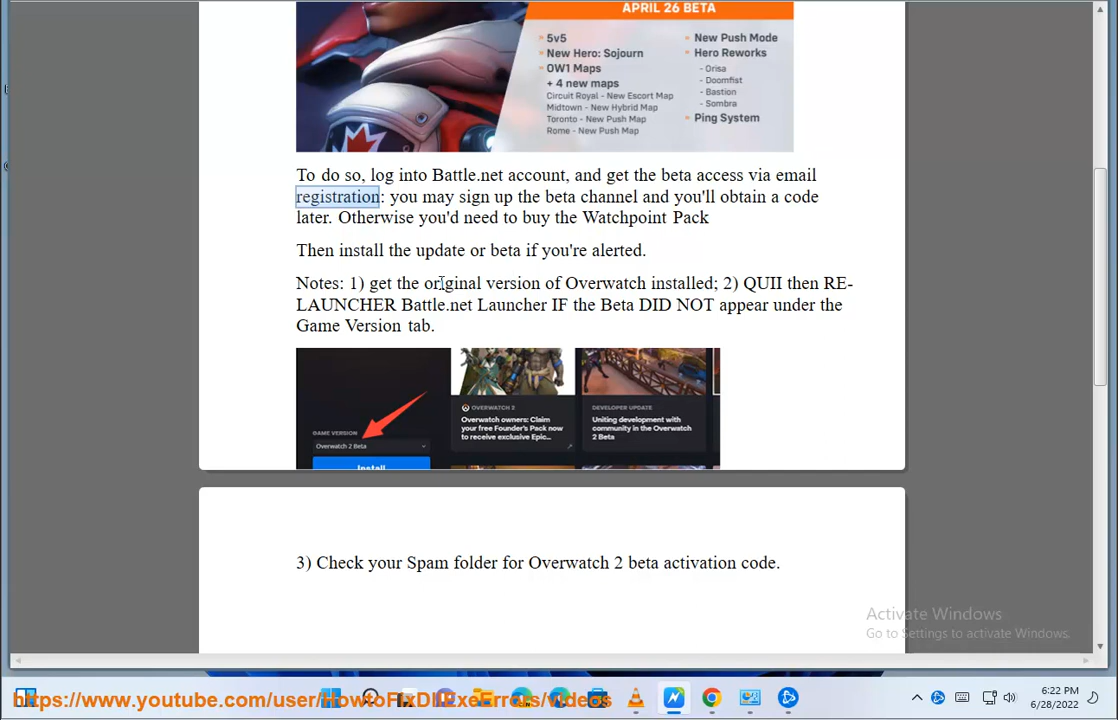 APRIL 26 BETA
5v5
New Hero: Sojourn
OW1 Maps
+ 4 new maps
Circuit Royal - New Escort Map
Midtown - New Hybrid Map
Toronto - New Push Map
Rome - New Push Map
New Push Mode
Hero Reworks
- Orisa
- Doomfist
- Bastion
- Sombra
Ping System
To do so, log into Battle.net account, and get the beta access via email
registration: you may sign up the beta channel and you'll obtain a code
later. Otherwise you'd need to buy the Watchpoint Pack
Then install the update or beta if you're alerted.
Notes: 1) get the original version of Overwatch installed; 2) QUII then RE-
LAUNCHER Battle.net Launcher IF the Beta DID NOT appear under the
Game Version tab.
GAME VERSION
Overwatch 2 Beta
Install
OVERWATCH 2
Overwatch owners: Claim
your free Founder's Pack now
to receive exclusive Epic...
DEVELOPER UPDATE
Uniting development with
community in the Overwatch
2 Beta
3) Check your Spam folder for Overwatch 2 beta activation code.
Activate Windows
Go to Settings to activate Windows.
https://www.youtube.com/user/HowtoFixDllExeErrors/videos
6:22 PM
6/28/2022